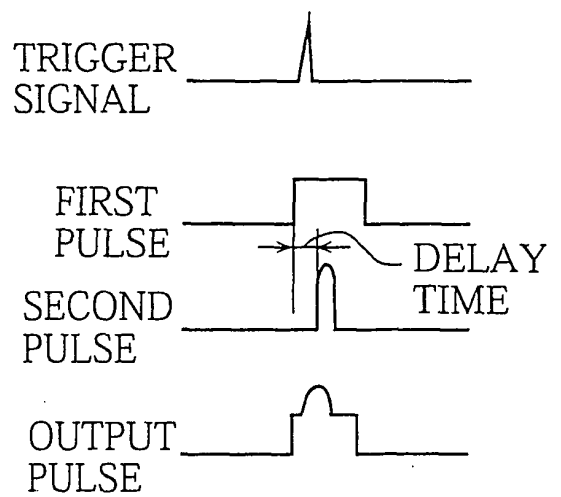 TRIGGER
SIGNAL
FIRST
PULSE
DELAY
TIME
SECOND
PULSE
OUTPUT
PULSE